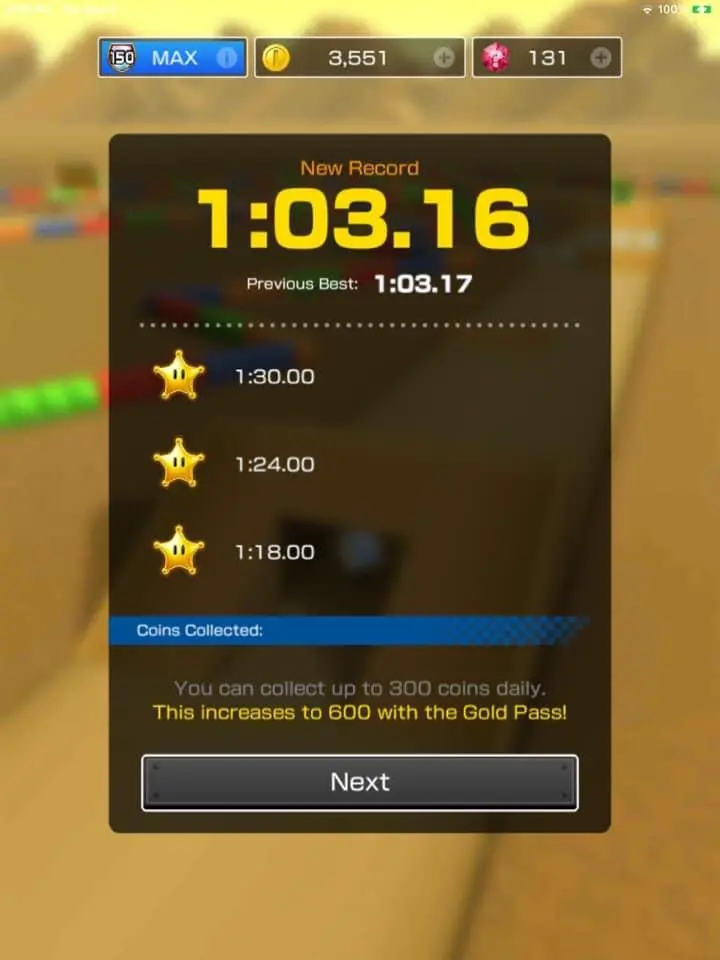 100%
150 MAX
3,551
131
New Record
1:03.16
Previous Best: 1:03.17
1:30.00
1:24.00
1:18.00
Coins Collected:
You can collect up to 300 coins daily.
This increases to 600 with the Gold Pass!
Next